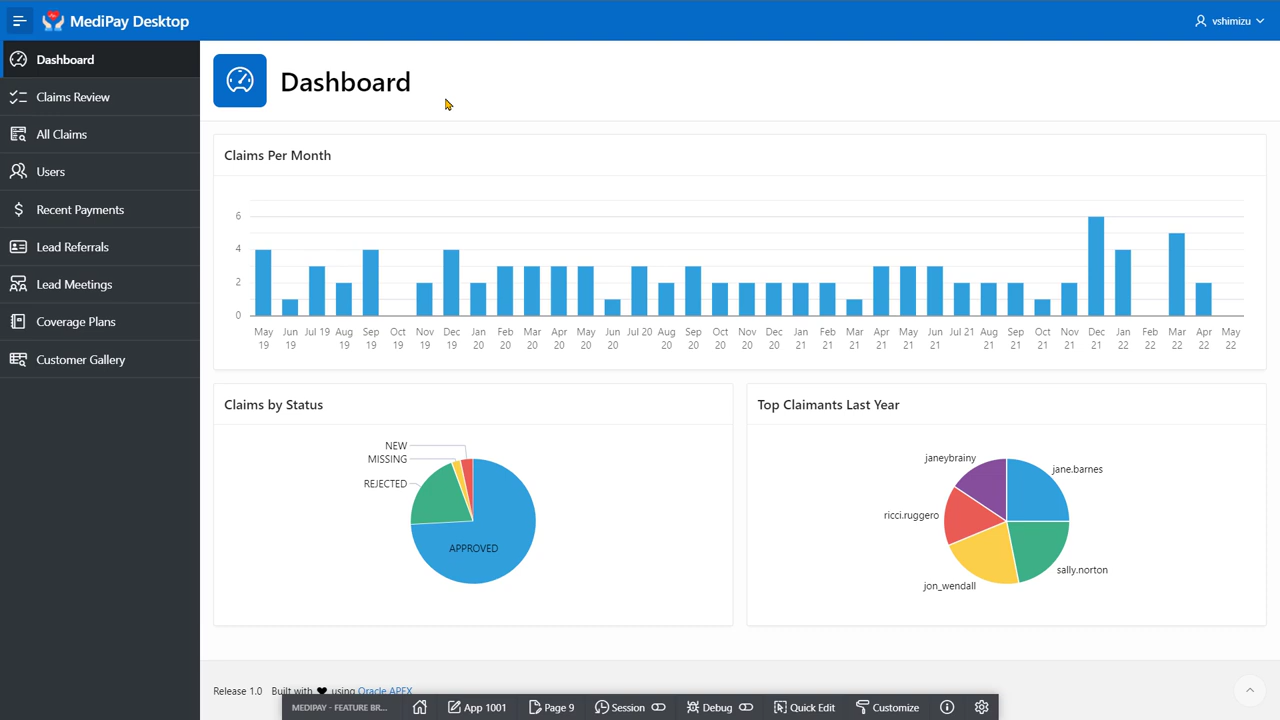 MediPay Desktop
vshimizu
Dashboard
Claims Review
All Claims
Users
Recent Payments
Lead Referrals
Lead Meetings
Coverage Plans
Customer Gallery
Dashboard
Claims Per Month
6
4
2
0
May 19 Jun 19 Jul 19 Aug 19 Sep 19 Oct 19 Nov 19 Dec 19 Jan 20 Feb 20 Mar 20 Apr 20 May 20 Jun 20 Jul 20 Aug 20 Sep 20 Oct 20 Nov 20 Dec 20 Jan 21 Feb 21 Mar 21 Apr 21 May 21 Jun 21 Jul 21 Aug 21 Sep 21 Oct 21 Nov 21 Dec 21 Jan 22 Feb 22 Mar 22 Apr 22 May 22
Claims by Status
NEW
MISSING
REJECTED
APPROVED
Top Claimants Last Year
janeybrainy
jane.barnes
ricci.ruggero
sally.norton
jon_wendall
Release 1.0 Built with ♥ using Oracle APEX
MEDIPAY - FEATURE BR... App 1001 Page 9 Session Debug Quick Edit Customize